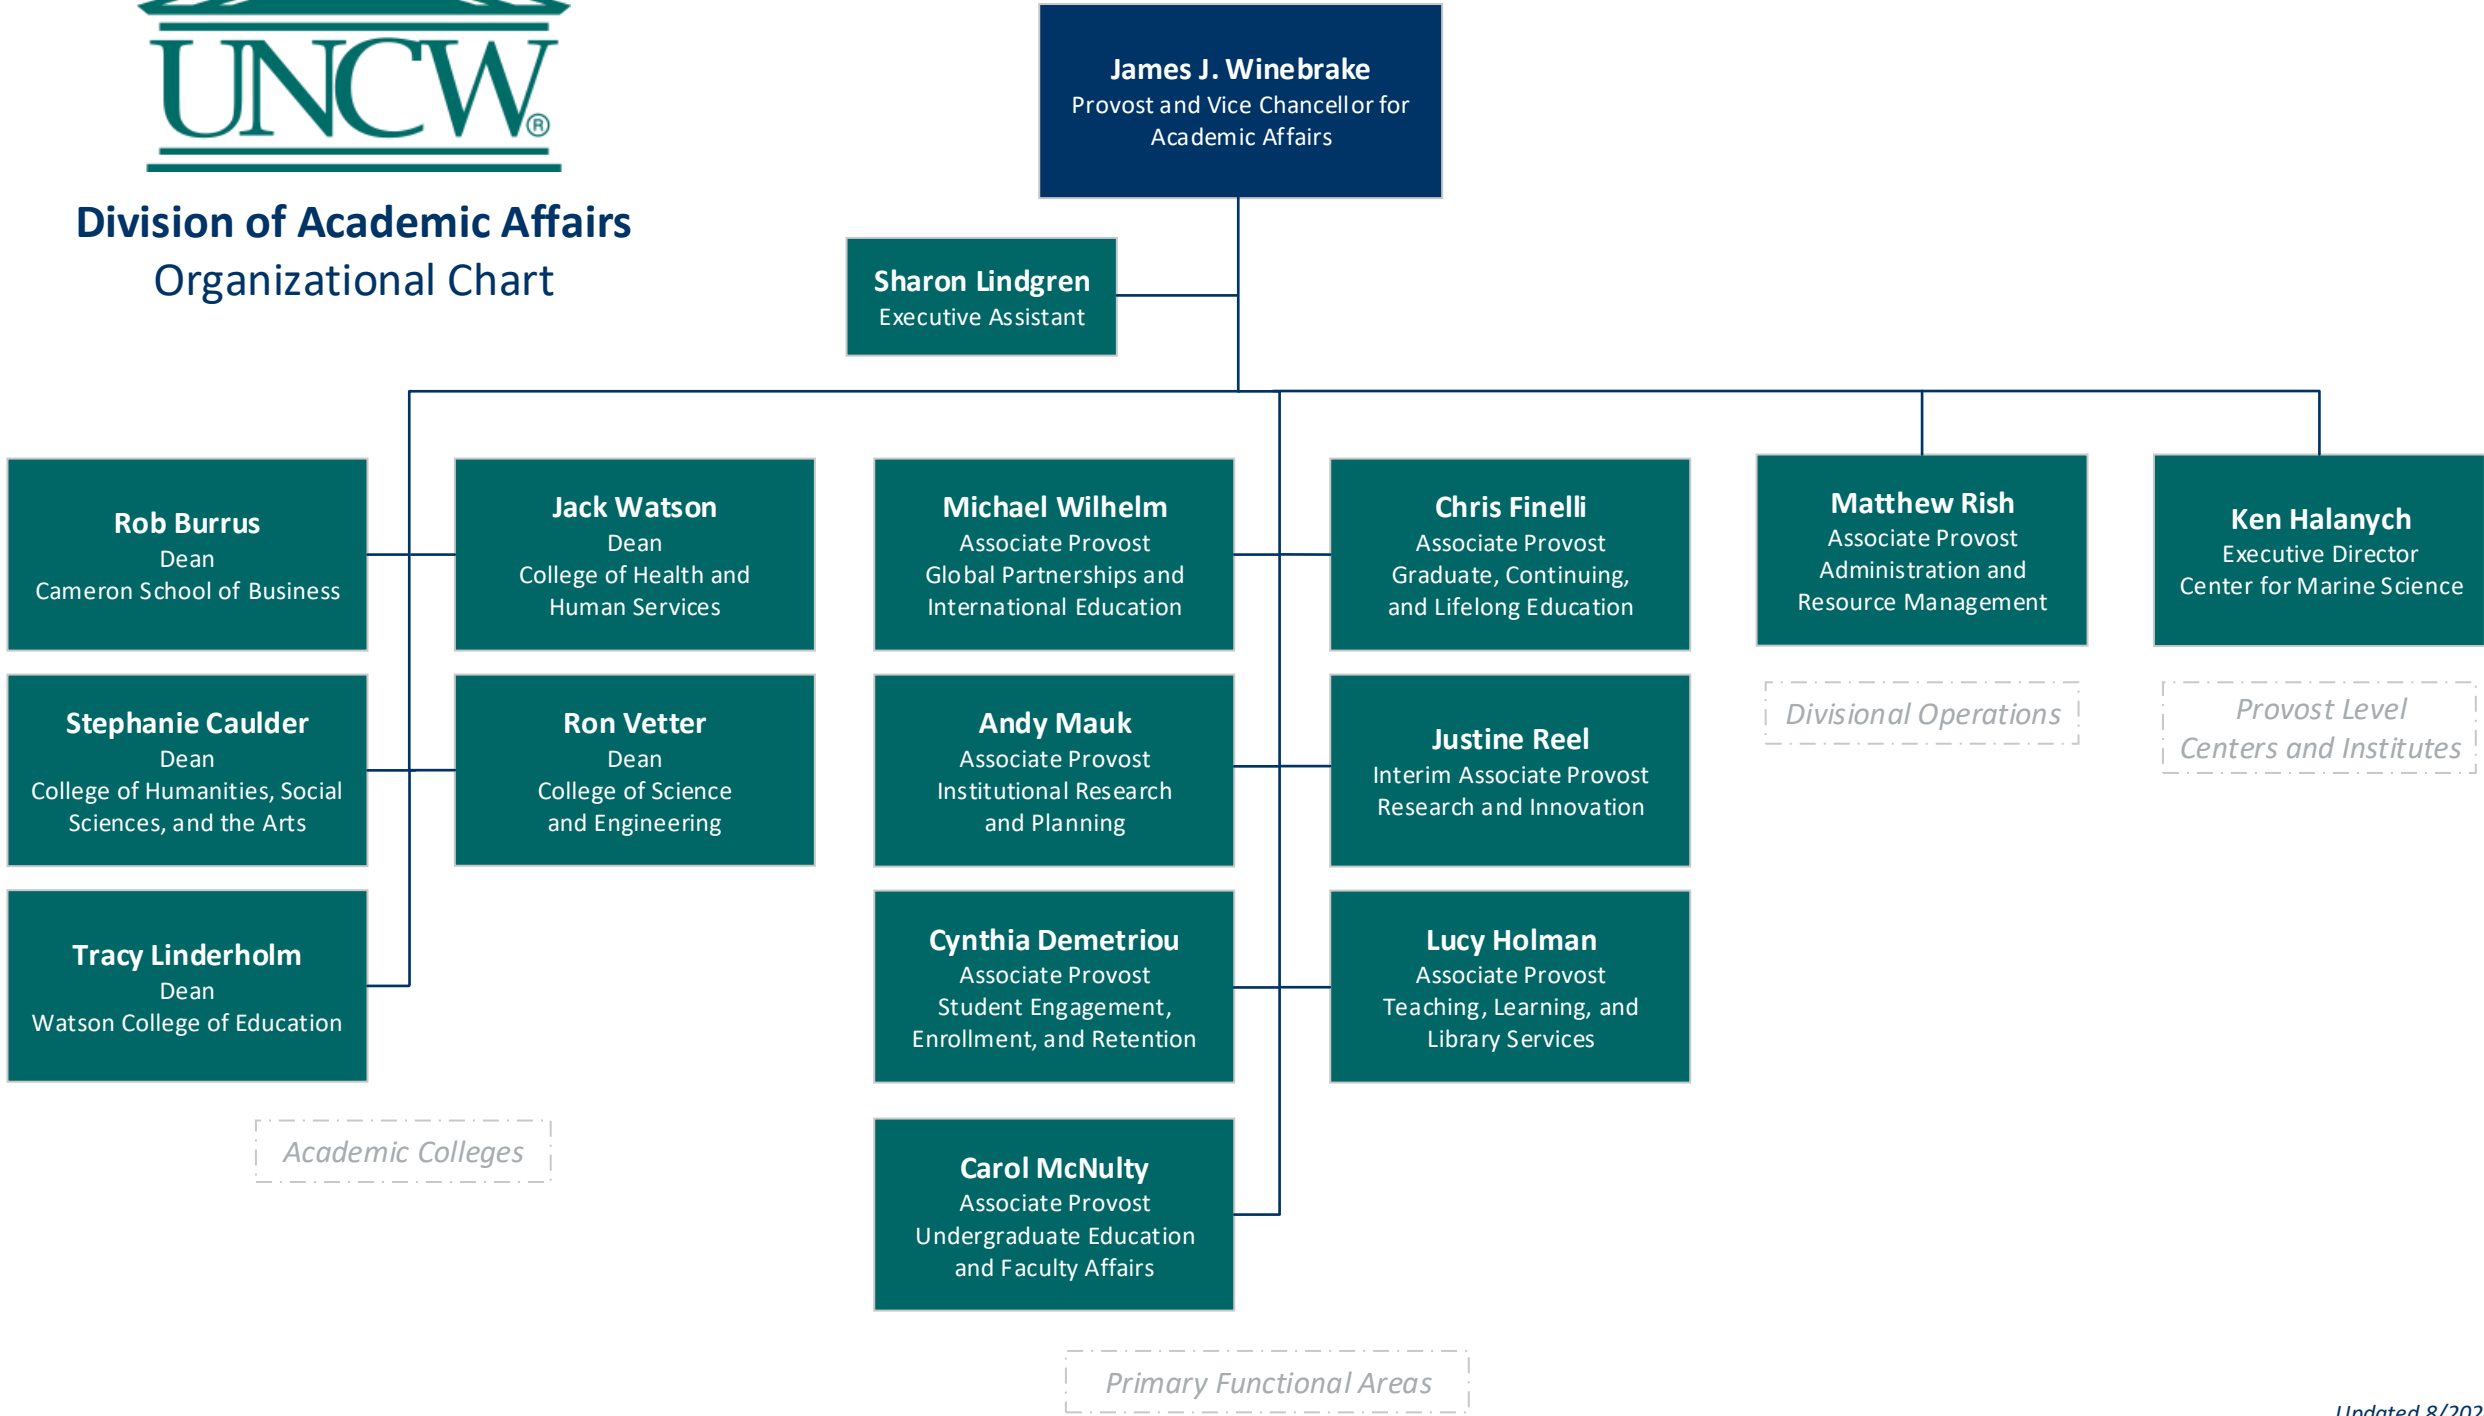 UNCW®
Division of Academic Affairs
Organizational Chart
James J. Winebrake
Provost and Vice Chancellor for
Academic Affairs
Sharon Lindgren
Executive Assistant
Rob Burrus
Dean
Cameron School of Business
Jack Watson
Dean
College of Health and
Human Services
Stephanie Caulder
Dean
College of Humanities, Social
Sciences, and the Arts
Ron Vetter
Dean
College of Science
and Engineering
Tracy Linderholm
Dean
Watson College of Education
Academic Colleges
Michael Wilhelm
Associate Provost
Global Partnerships and
International Education
Chris Finelli
Associate Provost
Graduate, Continuing,
and Lifelong Education
Andy Mauk
Associate Provost
Institutional Research
and Planning
Justine Reel
Interim Associate Provost
Research and Innovation
Cynthia Demetriou
Associate Provost
Student Engagement,
Enrollment, and Retention
Lucy Holman
Associate Provost
Teaching, Learning, and
Library Services
Carol McNulty
Associate Provost
Undergraduate Education
and Faculty Affairs
Primary Functional Areas
Matthew Rish
Associate Provost
Administration and
Resource Management
Divisional Operations
Ken Halanych
Executive Director
Center for Marine Science
Provost Level
Centers and Institutes
Updated